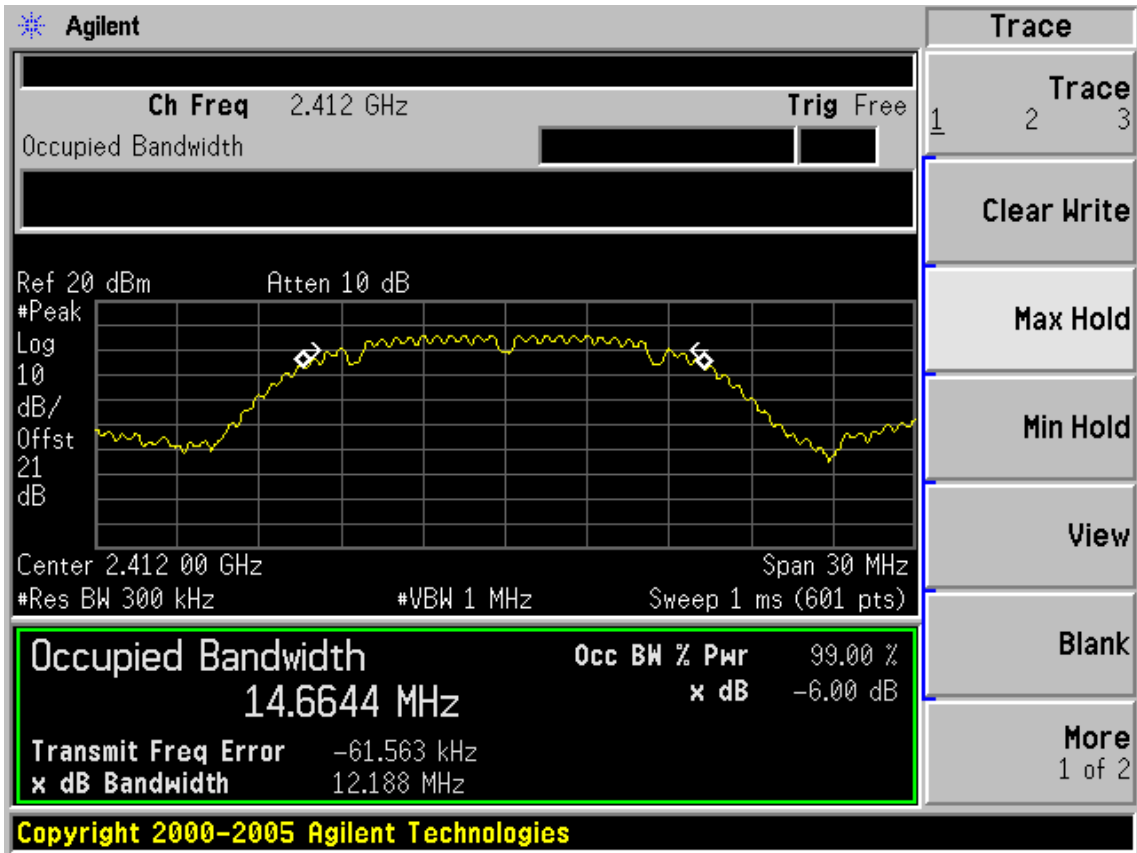 Agilent
Trace
Ch Freq 2.412 GHz Trig Free
Occupied Bandwidth
Ref 20 dBm Atten 10 dB
#Peak
Log
10
dB/
Offst
21
dB
Center 2.412 00 GHz Span 30 MHz
#Res BW 300 kHz #VBW 1 MHz Sweep 1 ms (601 pts)
Occupied Bandwidth
14.6644 MHz
Occ BW % Pwr 99.00 %
x dB -6.00 dB
Transmit Freq Error -61.563 kHz
x dB Bandwidth 12.188 MHz
Copyright 2000-2005 Agilent Technologies
Trace
1 2 3
Clear Write
Max Hold
Min Hold
View
Blank
More
1 of 2